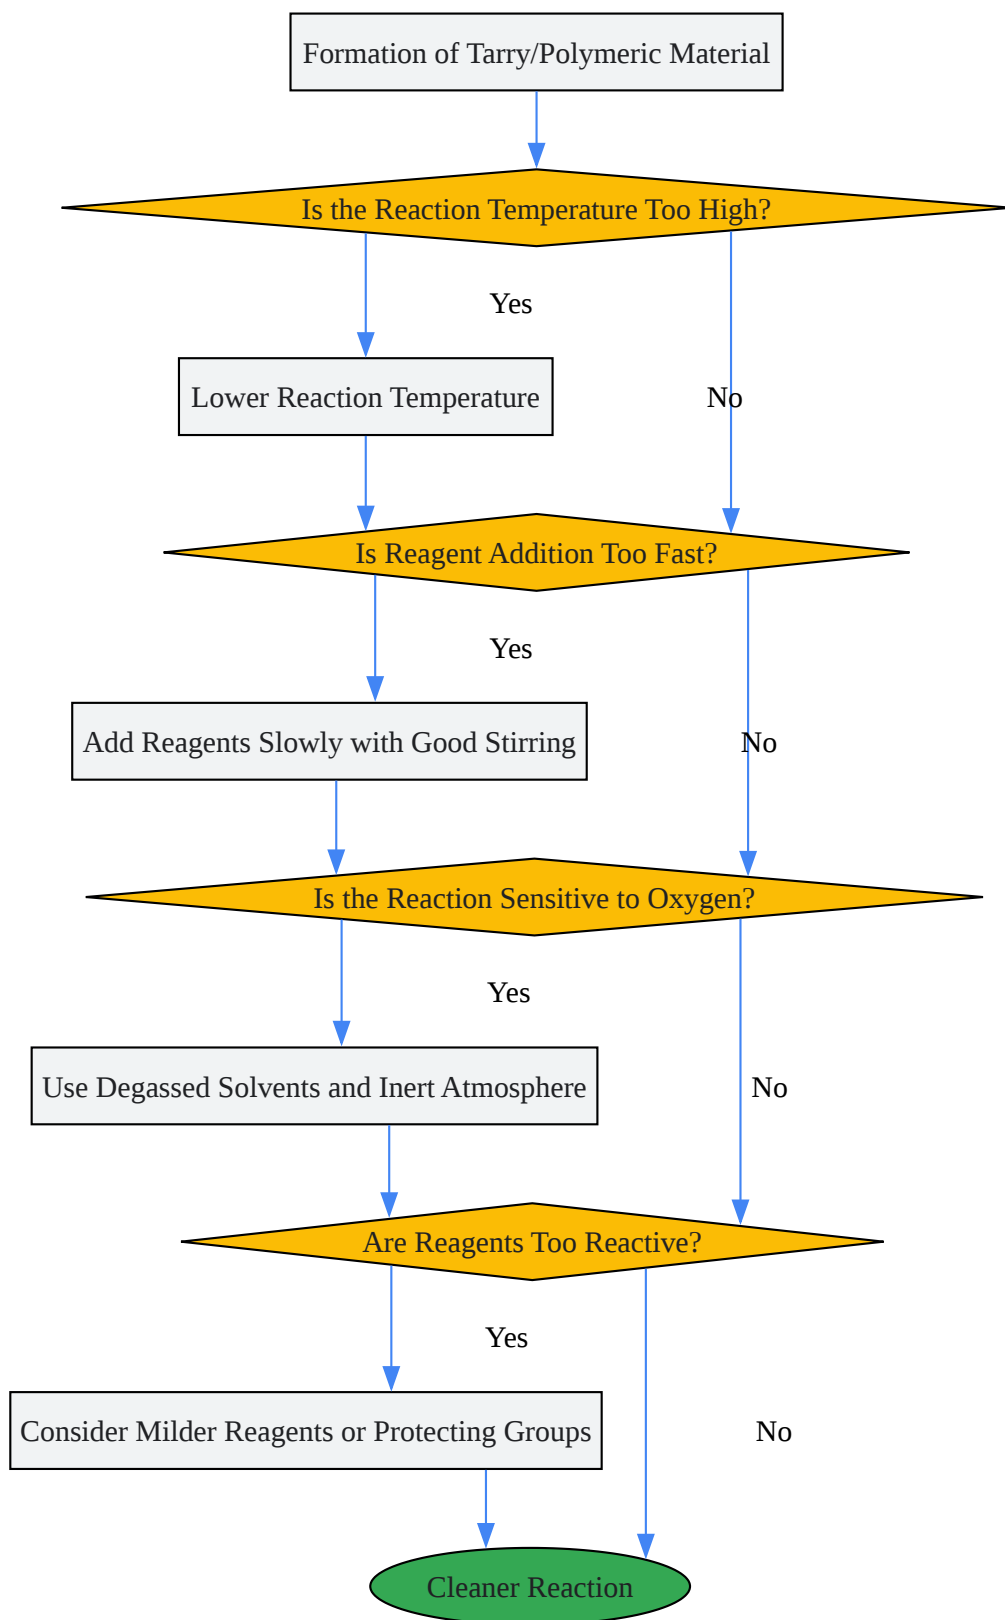 Formation of Tarry/Polymeric Material
Is the Reaction Temperature Too High?
Yes
Lower Reaction Temperature
No
Is Reagent Addition Too Fast?
Yes
Add Reagents Slowly with Good Stirring
No
Is the Reaction Sensitive to Oxygen?
Yes
Use Degassed Solvents and Inert Atmosphere
No
Are Reagents Too Reactive?
Yes
Consider Milder Reagents or Protecting Groups
No
Cleaner Reaction